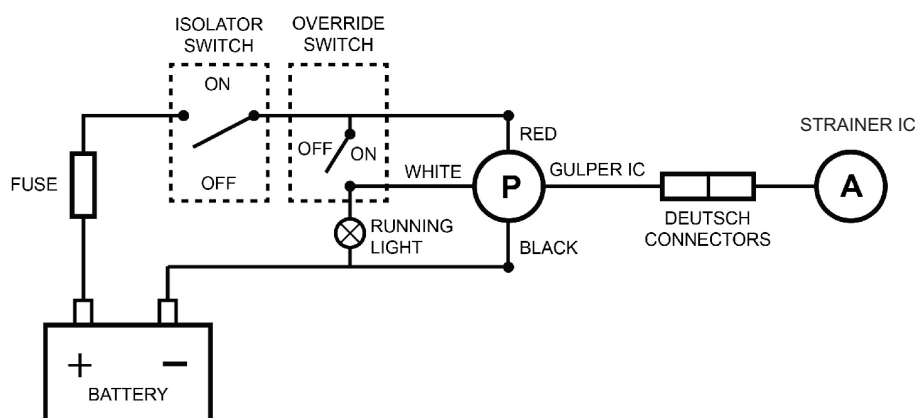 ISOLATOR
SWITCH
OVERRIDE
SWITCH
ON
OFF
OFF
ON
FUSE
RED
WHITE
P
GULPER IC
STRAINER IC
A
DEUTSCH
CONNECTORS
RUNNING
LIGHT
BLACK
+
−
BATTERY